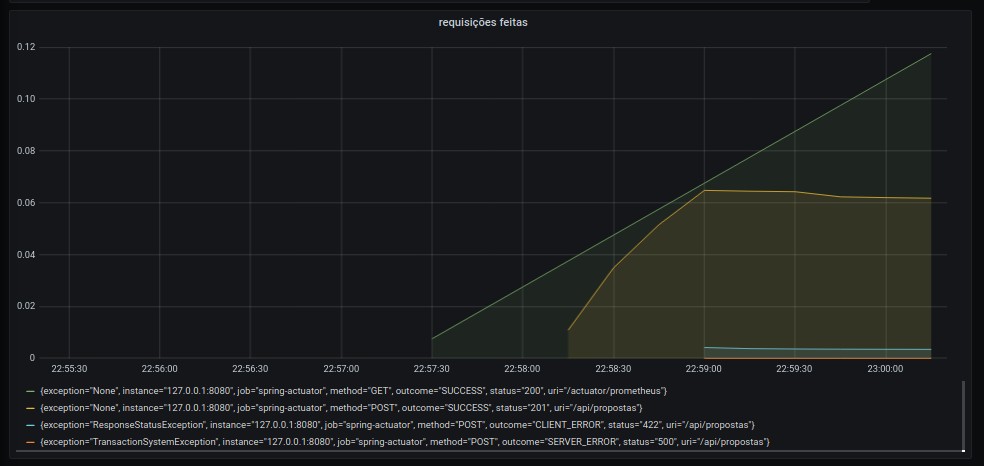 requisições feitas
0.12
0.10
0.08
0.06
0.04
0.02
0
22:55:30 22:56:00 22:56:30 22:57:00 22:57:30 22:58:00 22:58:30 22:59:00 22:59:30 23:00:00
{exception="None", instance="127.0.0.1:8080", job="spring-actuator", method="GET", outcome="SUCCESS", status="200", uri="/actuator/prometheus"}
{exception="None", instance="127.0.0.1:8080", job="spring-actuator", method="POST", outcome="SUCCESS", status="201", uri="/api/propostas"}
{exception="ResponseStatusException", instance="127.0.0.1:8080", job="spring-actuator", method="POST", outcome="CLIENT_ERROR", status="422", uri="/api/propostas"}
{exception="TransactionSystemException", instance="127.0.0.1:8080", job="spring-actuator", method="POST", outcome="SERVER_ERROR", status="500", uri="/api/propostas"}